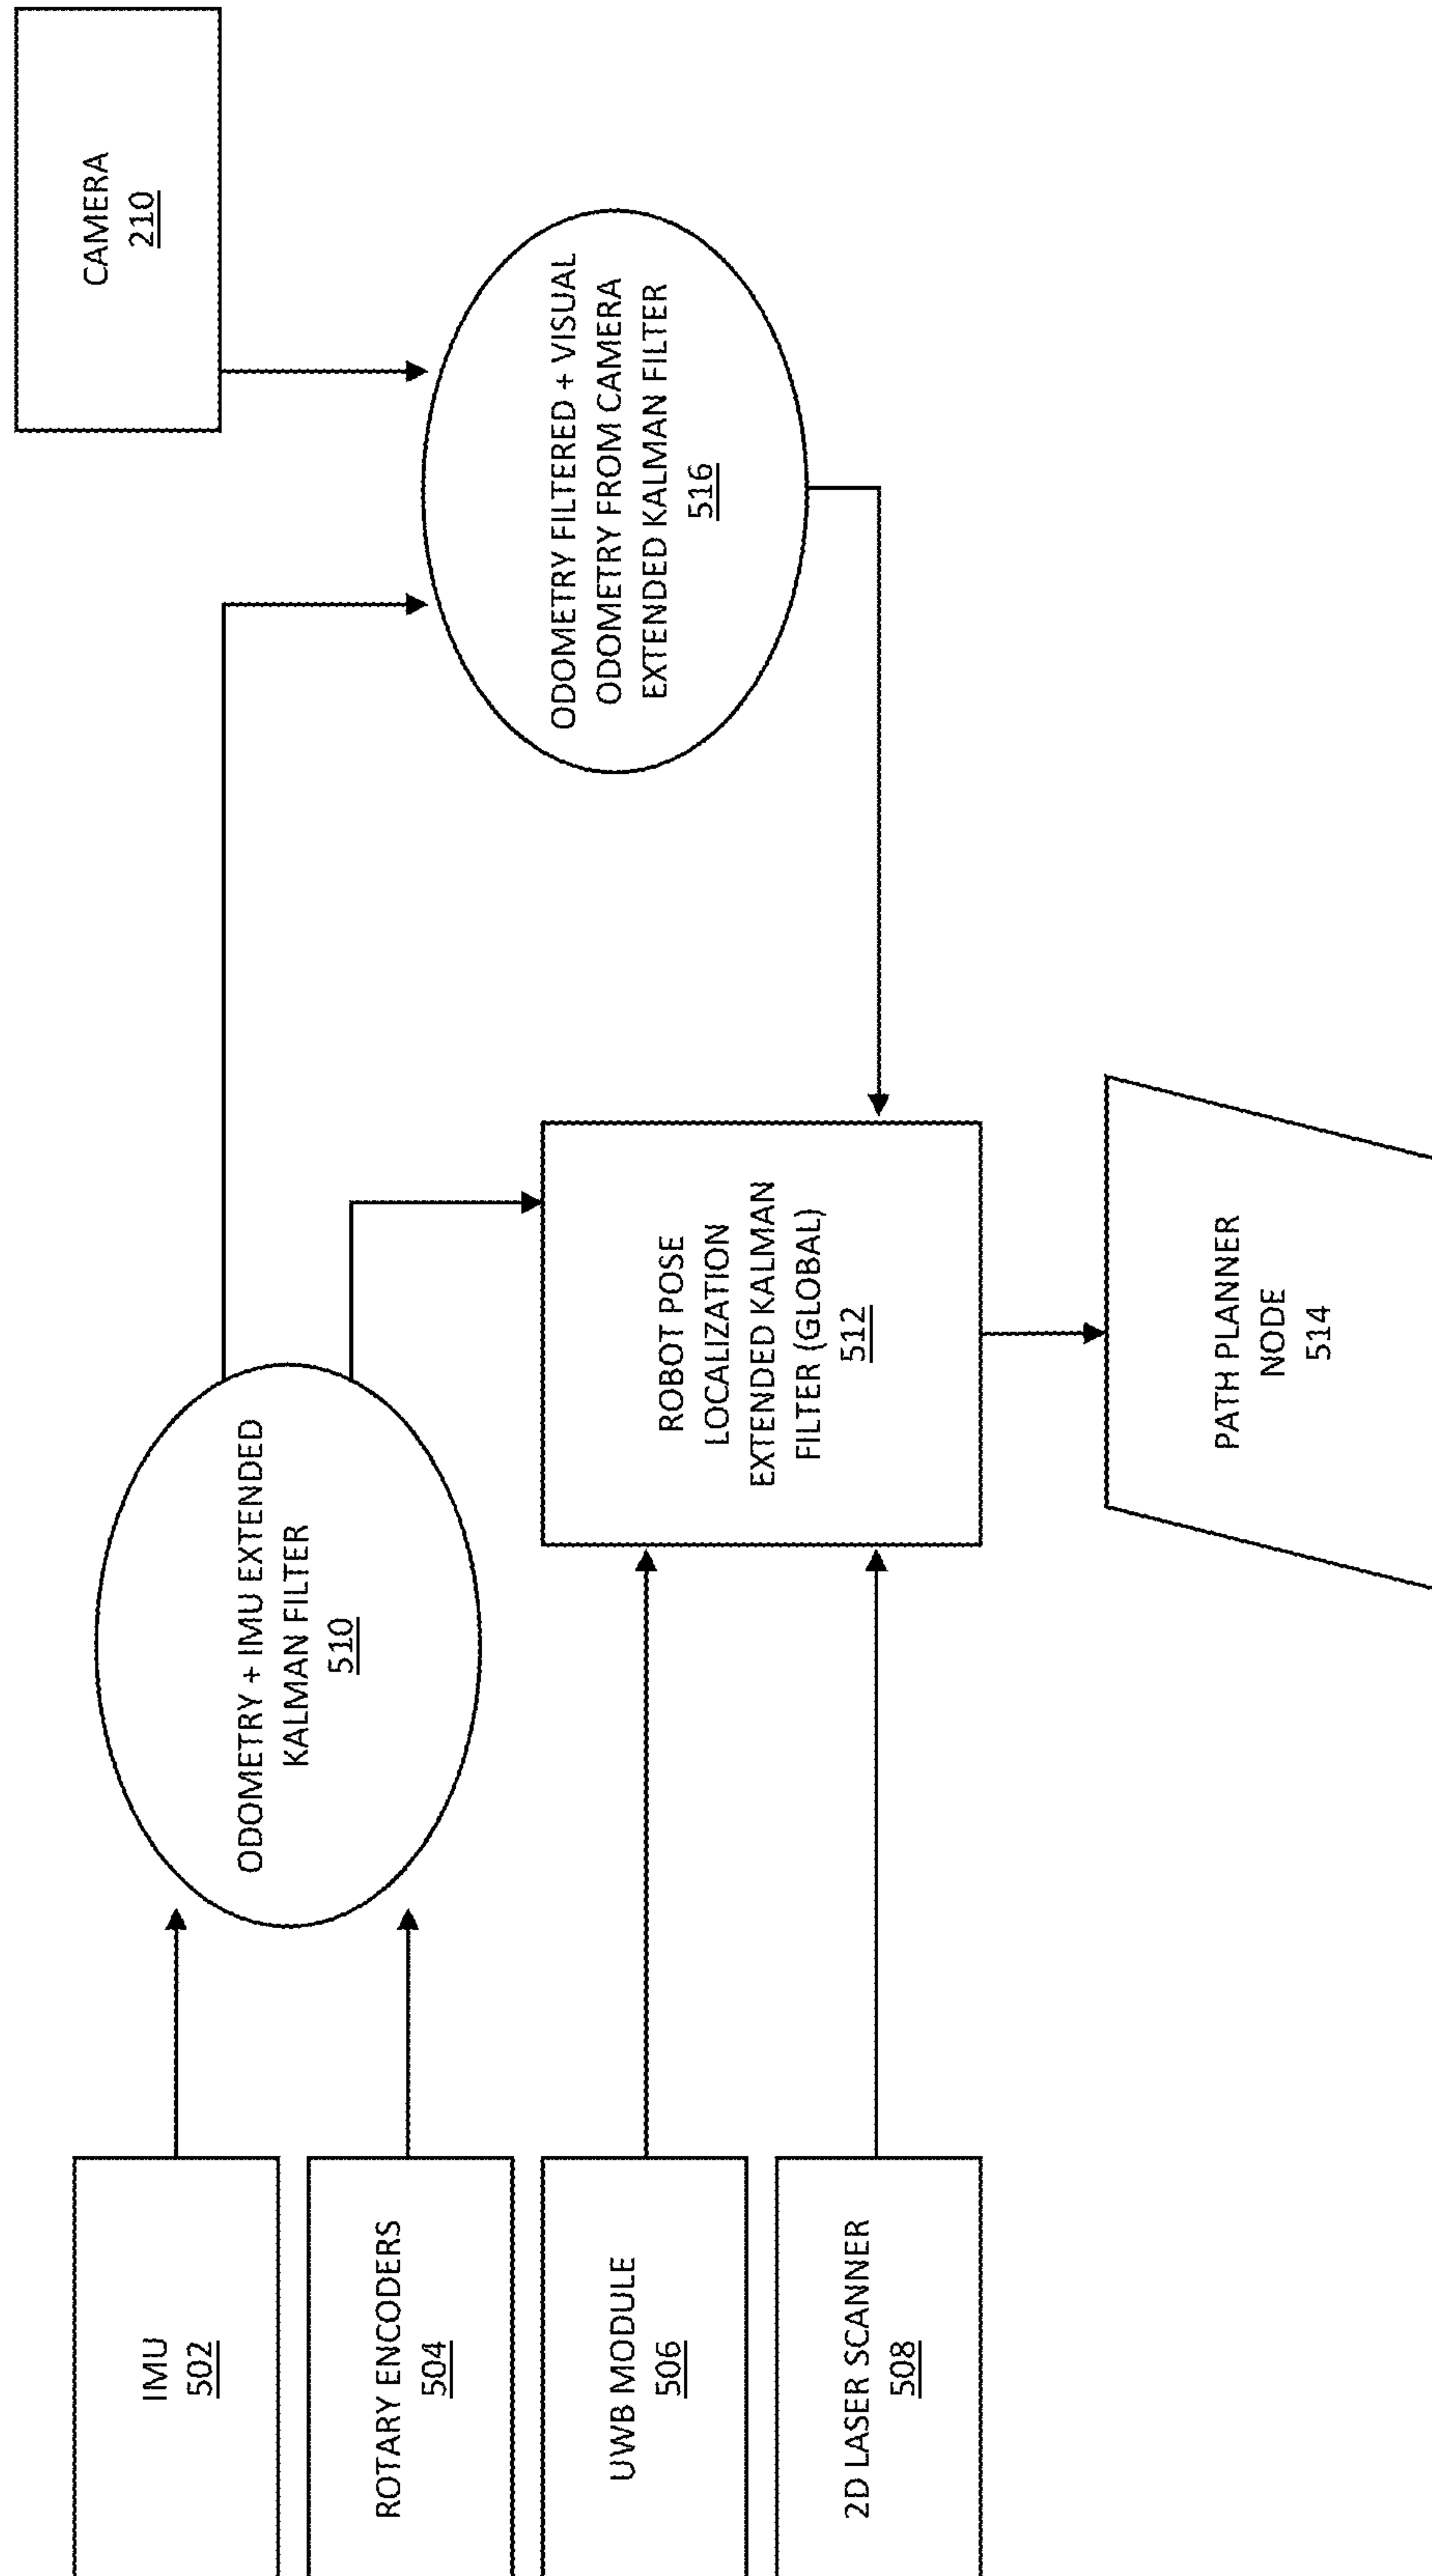 IMU
502
ROTARY ENCODERS
504
UWB MODULE
506
2D LASER SCANNER
508
ODOMETRY + IMU EXTENDED
KALMAN FILTER
510
ROBOT POSE
LOCALIZATION
EXTENDED KALMAN
FILTER (GLOBAL)
512
PATH PLANNER
NODE
514
ODOMETRY FILTERED + VISUAL
ODOMETRY FROM CAMERA
EXTENDED KALMAN FILTER
516
CAMERA
210